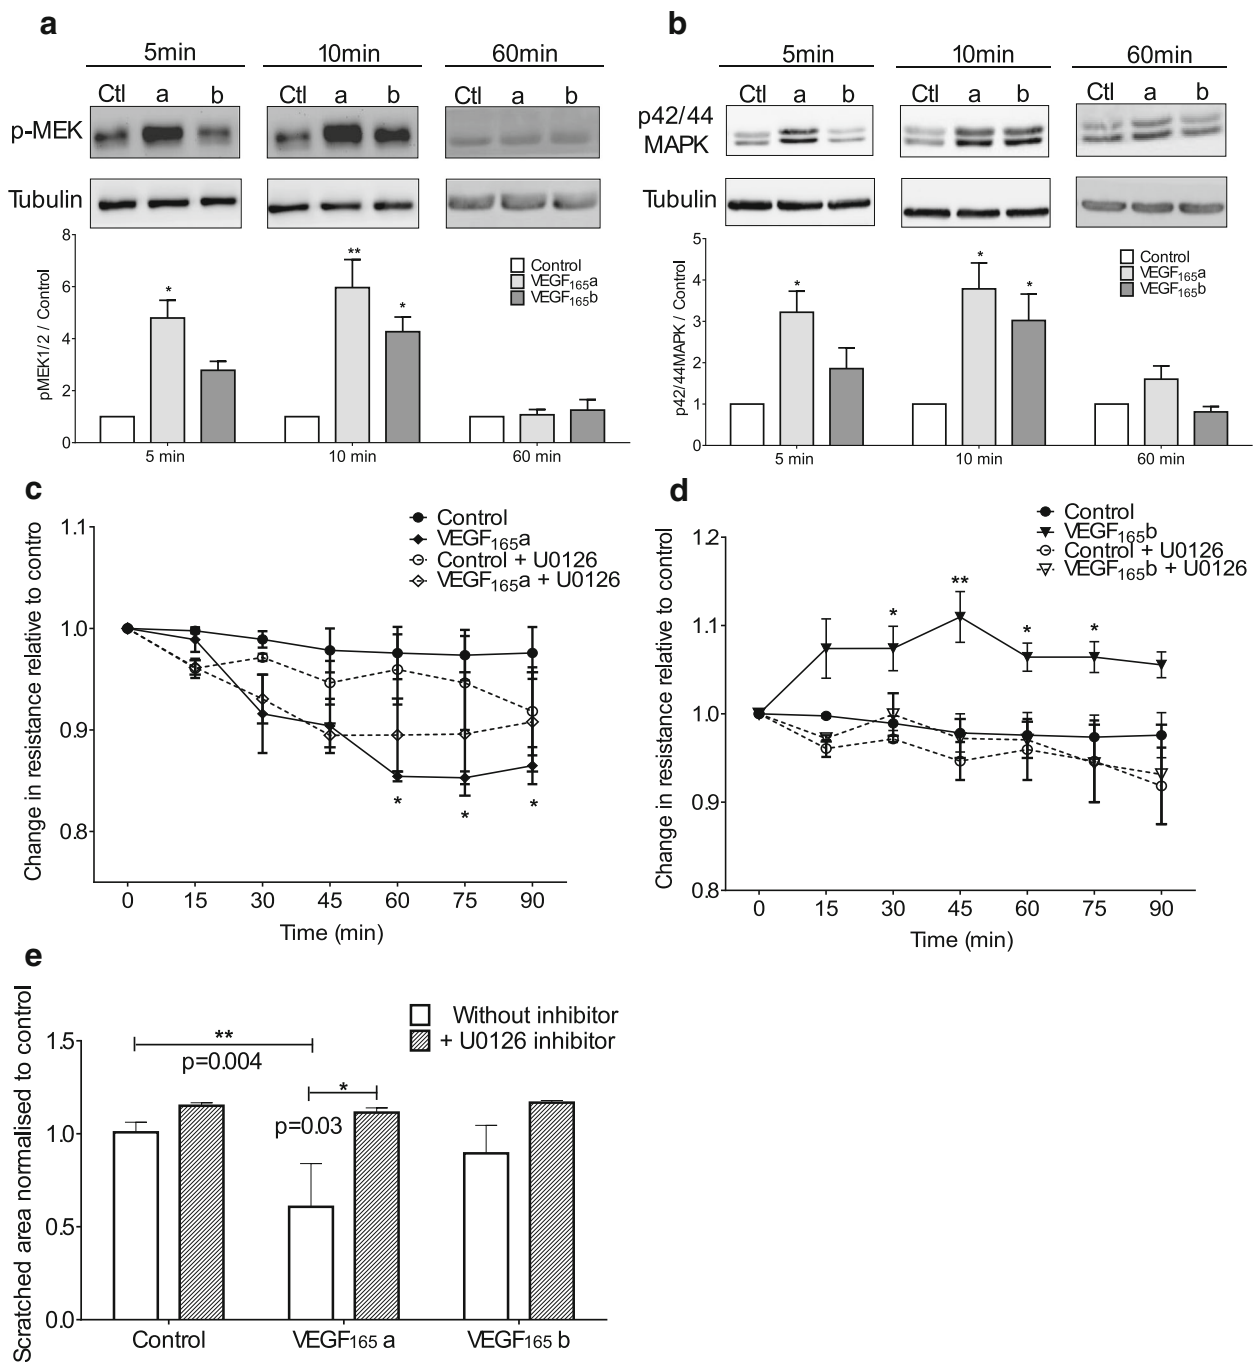 a
5min 10min 60min
Ctl a b Ctl a b Ctl a b
p-MEK
Tubulin
8
6
4
2
0
pMEK1/2 / Control
* ** *
Control
VEGF165a
VEGF165b
5 min 10 min 60 min
b
5min 10min 60min
Ctl a b Ctl a b Ctl a b
p42/44
MAPK
Tubulin
5
4
3
2
1
0
p42/44MAPK / Control
* * *
Control
VEGF165a
VEGF165b
5 min 10 min 60 min
c
Control
VEGF165a
Control + U0126
VEGF165a + U0126
1.1
1.0
0.9
0.8
Change in resistance relative to contro
* * *
0 15 30 45 60 75 90
Time (min)
d
Control
VEGF165b
Control + U0126
VEGF165b + U0126
1.2
1.1
1.0
0.9
0.8
Change in resistance relative to control
* ** * *
0 15 30 45 60 75 90
Time (min)
e
Without inhibitor
+ U0126 inhibitor
1.5
1.0
0.5
0.0
Scratched area normalised to control
**
p=0.004
*
p=0.03
Control VEGF165 a VEGF165 b